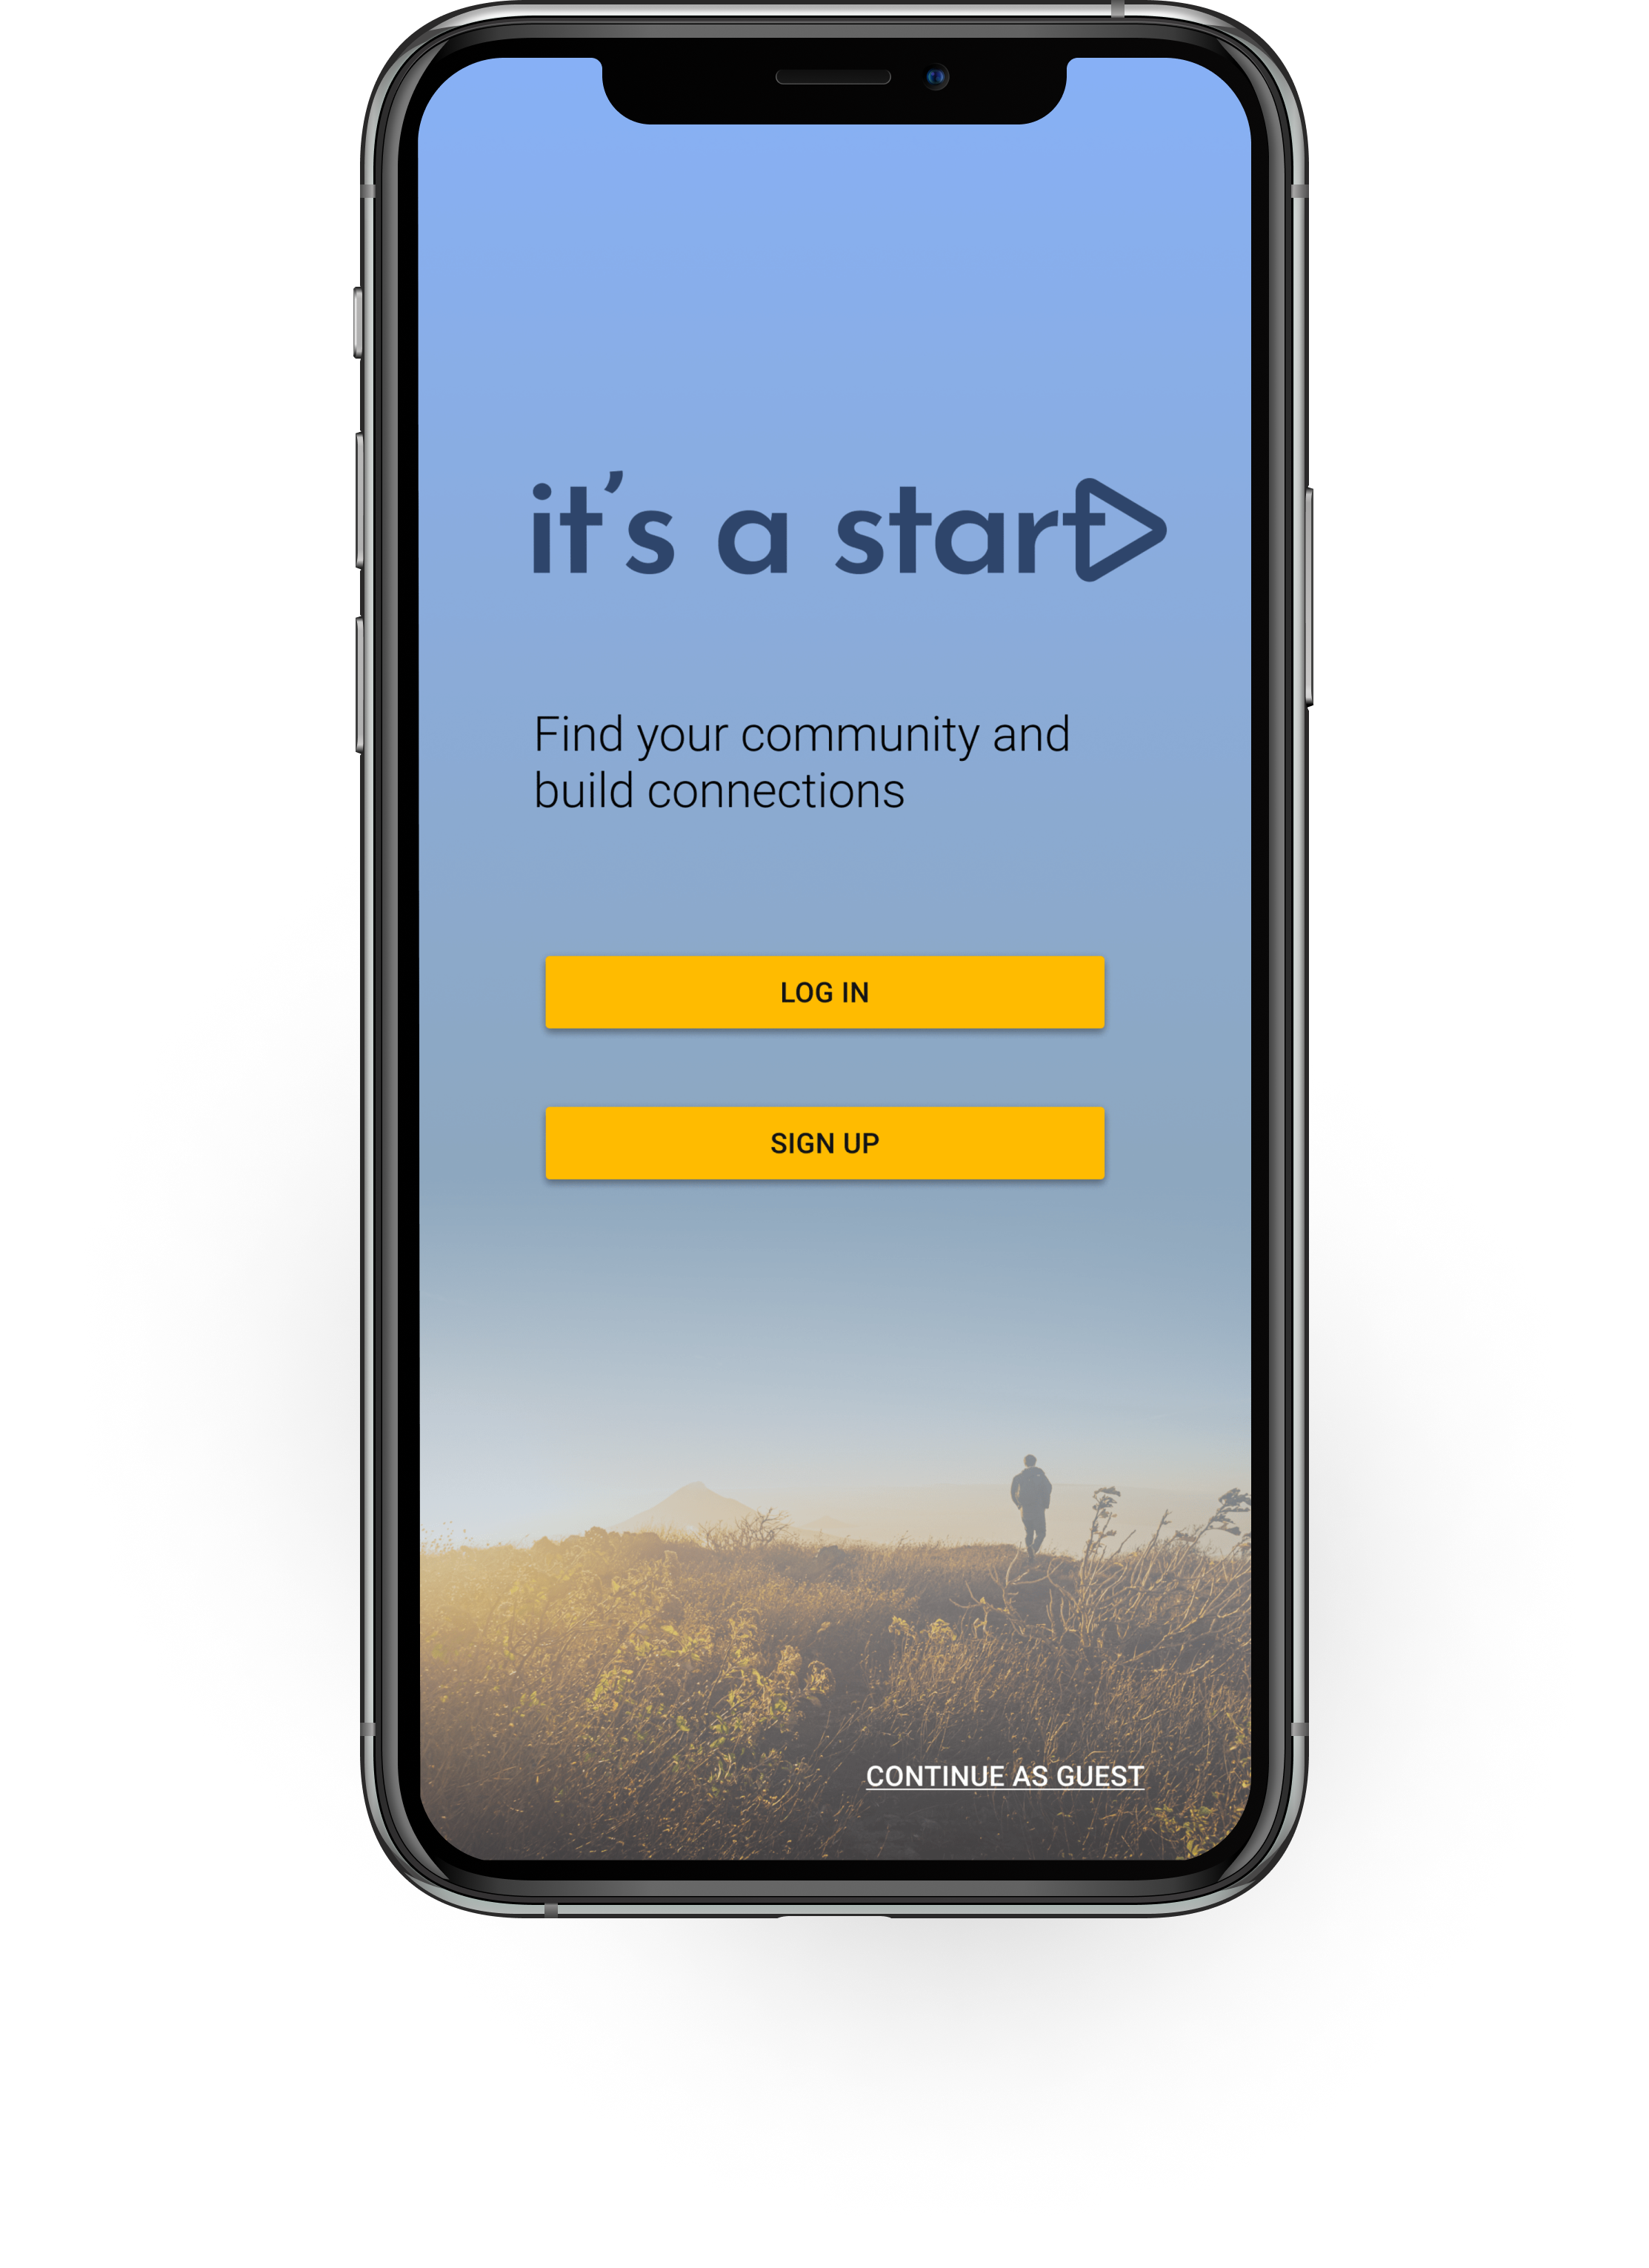 it's a start
Find your community and
build connections
LOG IN
SIGN UP
CONTINUE AS GUEST